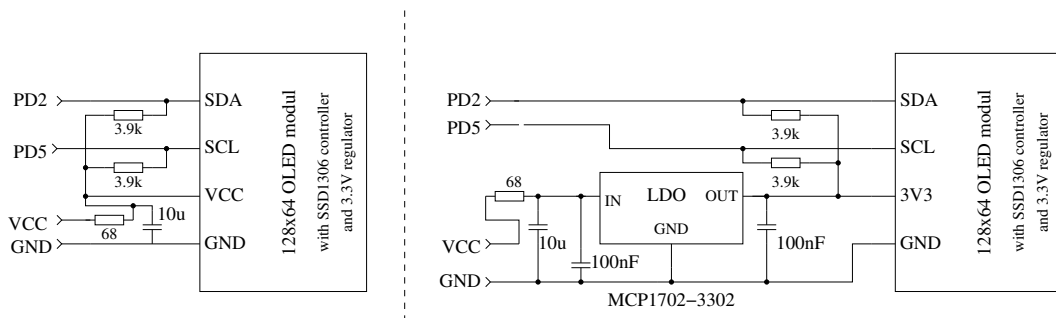 PD2
PD5
VCC
GND
3.9k
3.9k
68
10u
SDA
SCL
VCC
GND
128x64 OLED modul
with SSD1306 controller
and 3.3V regulator
PD2
PD5
VCC
GND
68
10u
100nF
IN
LDO
OUT
GND
MCP1702−3302
100nF
3.9k
3.9k
SDA
SCL
3V3
GND
128x64 OLED modul
with SSD1306 controller
and 3.3V regulator